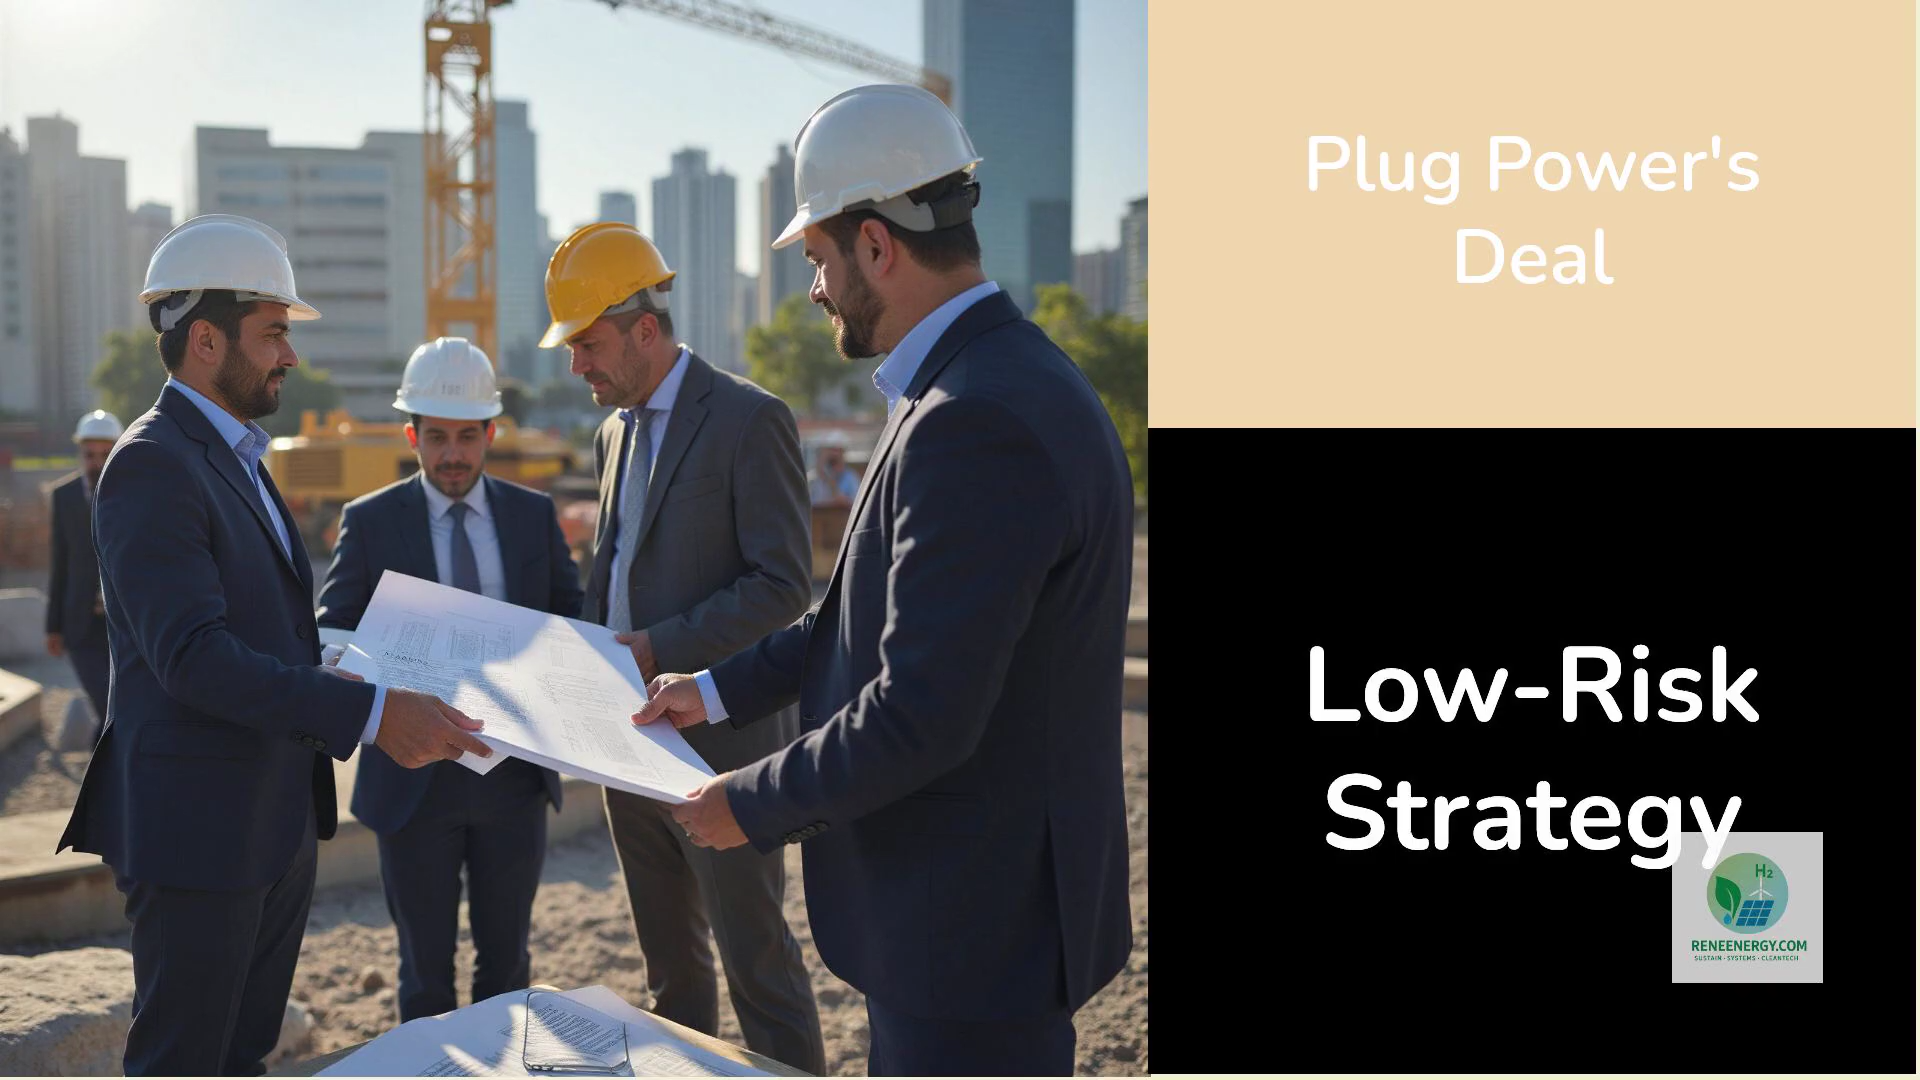 Plug Power's
Deal
Low-Risk
Strategy
H2
RENEENERGY.COM
SUSTAIN · SYSTEMS · CLEANTECH